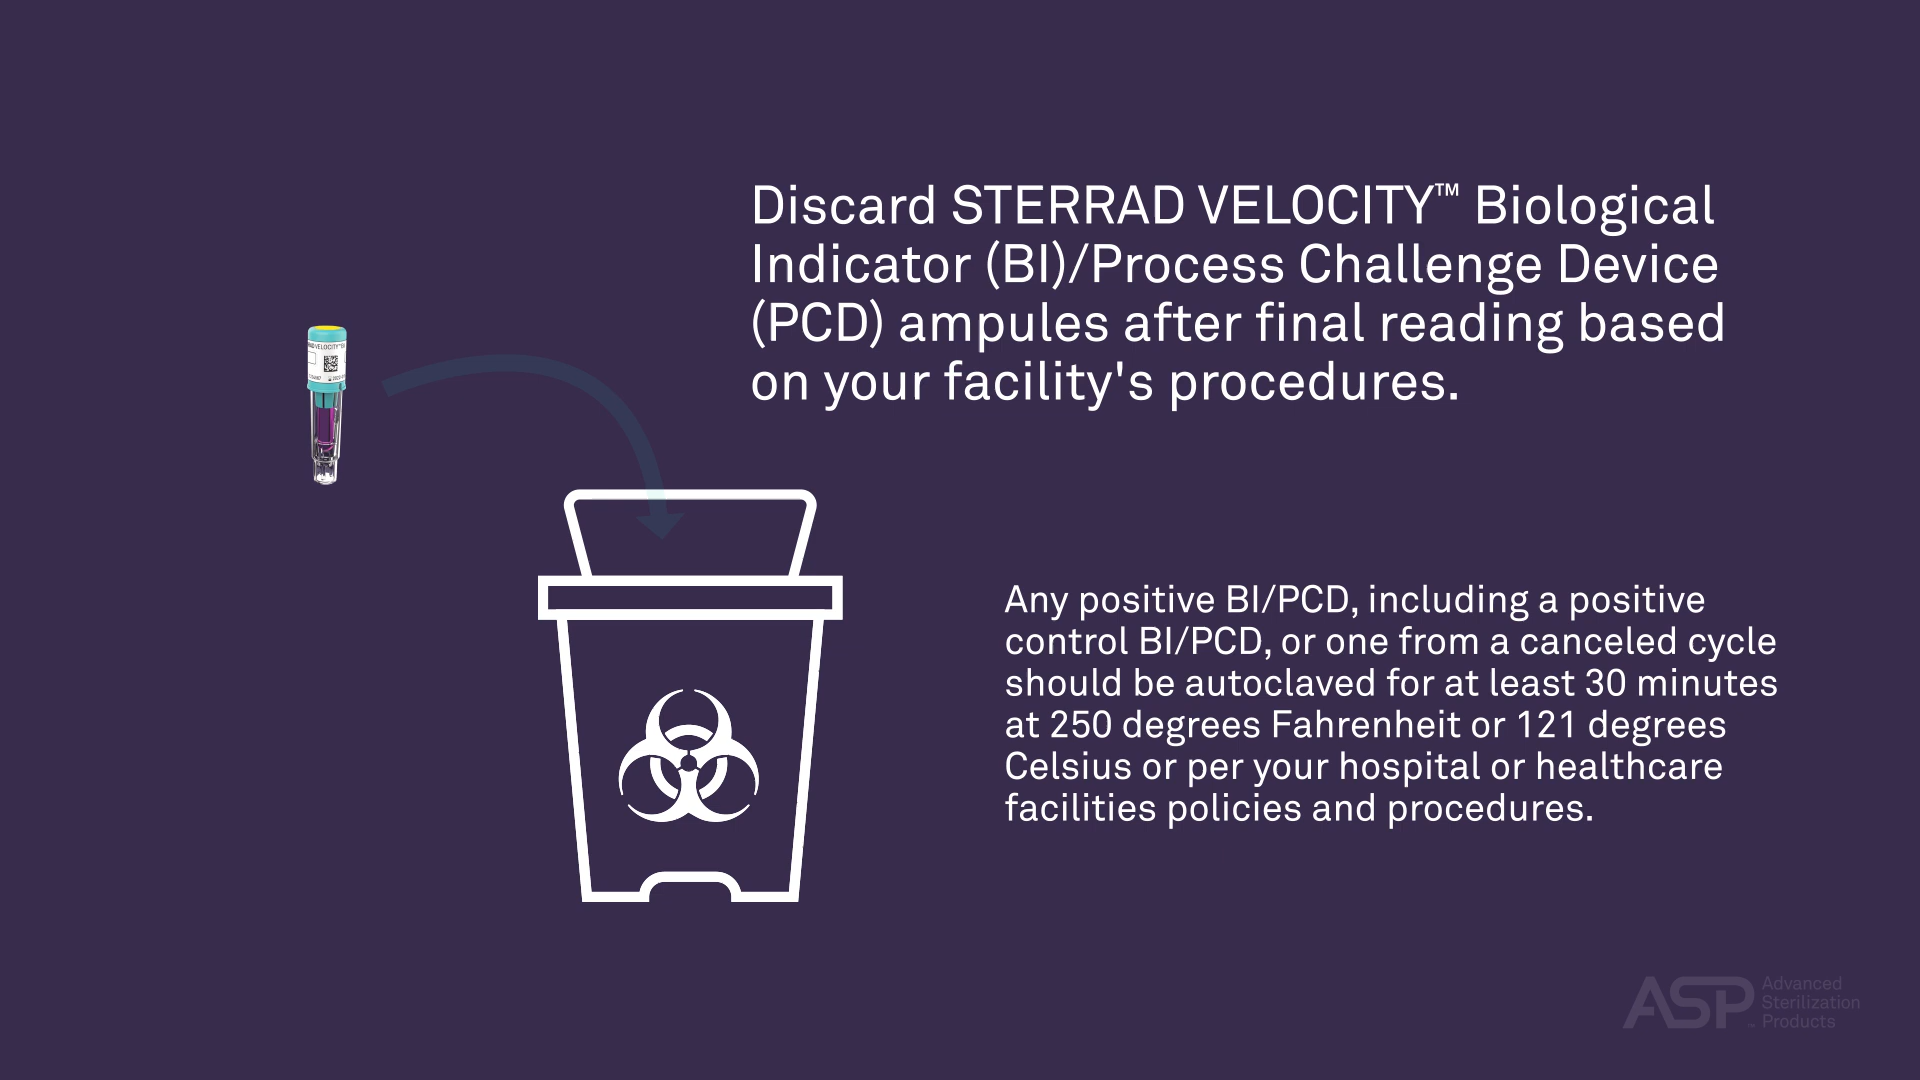 Discard STERRAD VELOCITY™ Biological
Indicator (BI)/Process Challenge Device
(PCD) ampules after final reading based
on your facility's procedures.
VELOCITY™
Any positive BI/PCD, including a positive
control BI/PCD, or one from a canceled cycle
should be autoclaved for at least 30 minutes
at 250 degrees Fahrenheit or 121 degrees
Celsius or per your hospital or healthcare
facilities policies and procedures.
ASP™
Advanced
Sterilization
Products